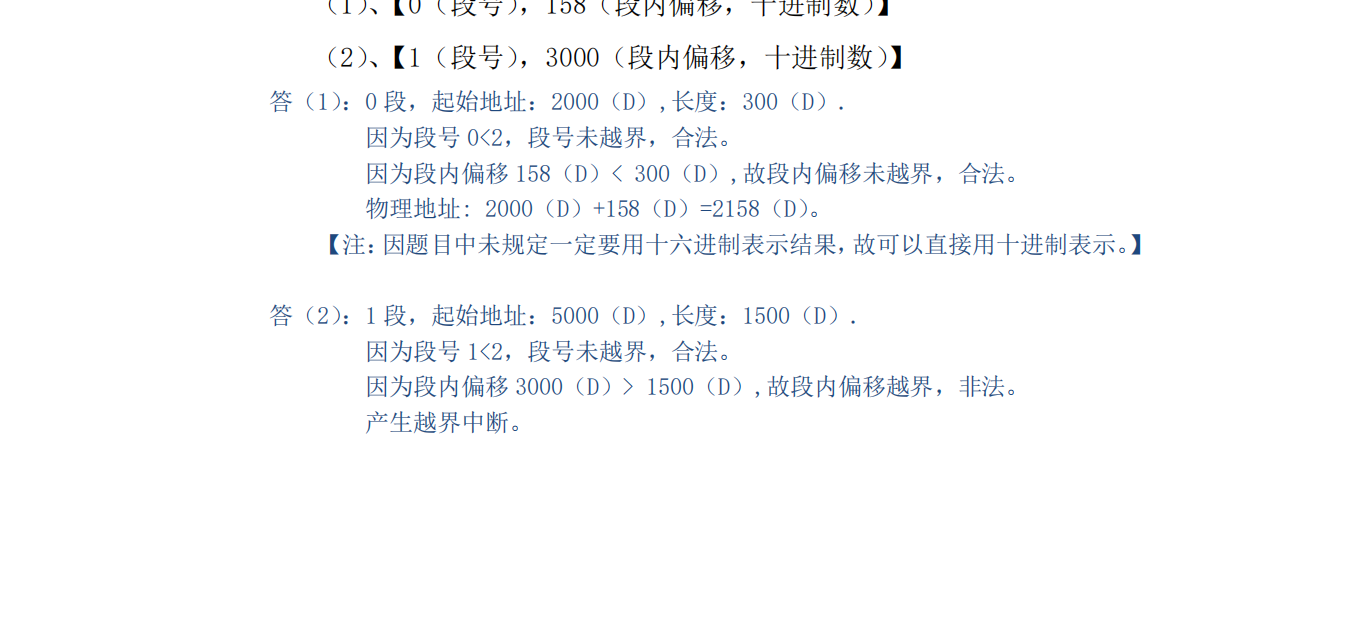 (1)、【0（段号），158（段内偏移，十进制数）】
（2）、【1（段号），3000（段内偏移，十进制数）】
答（1）：0 段，起始地址：2000（D）,长度：300（D）.
因为段号 0<2，段号未越界，合法。
因为段内偏移 158（D）< 300（D）,故段内偏移未越界，合法。
物理地址：2000（D）+158（D）=2158（D）。
【注：因题目中未规定一定要用十六进制表示结果，故可以直接用十进制表示。】
答（2）：1 段，起始地址：5000（D）,长度：1500（D）.
因为段号 1<2，段号未越界，合法。
因为段内偏移 3000（D）> 1500（D）,故段内偏移越界，非法。
产生越界中断。